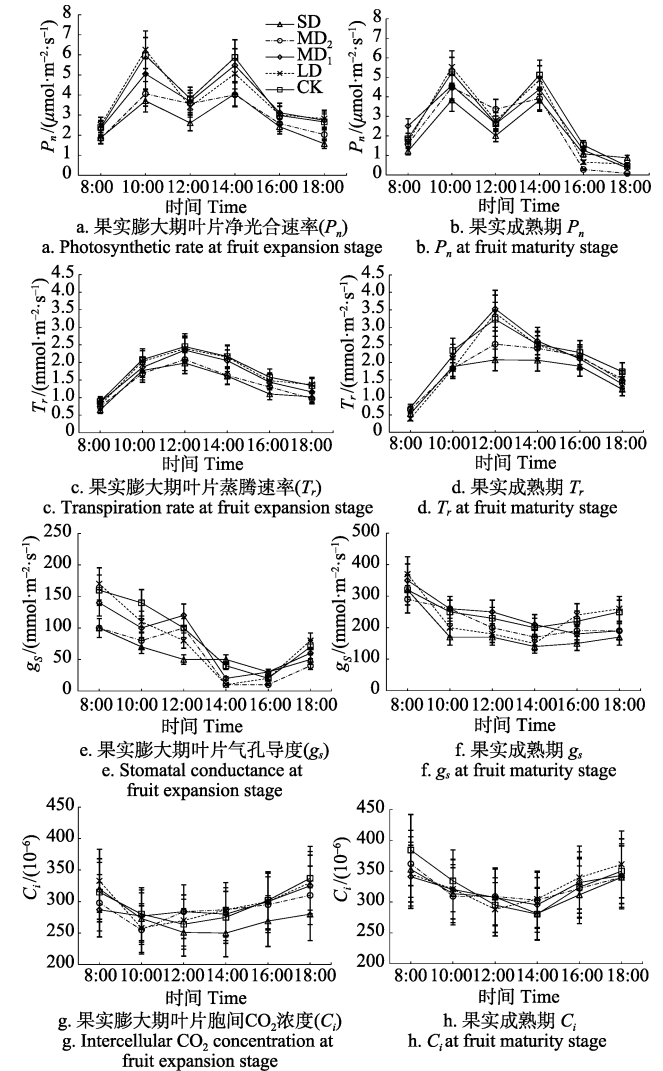 8
7
6
5
4
3
2
1
0
Pn/(μmol·m⁻²·s⁻¹)
SD
MD₂
MD₁
LD
CK
8:00 10:00 12:00 14:00 16:00 18:00
时间 Time
a. 果实膨大期叶片净光合速率(Pn)
a. Photosynthetic rate at fruit expansion stage
8
7
6
5
4
3
2
1
0
Pn/(μmol·m⁻²·s⁻¹)
8:00 10:00 12:00 14:00 16:00 18:00
时间 Time
b. 果实成熟期 Pn
b. Pn at fruit maturity stage
4.5
4.0
3.5
3.0
2.5
2.0
1.5
1.0
0.5
0
Tr/(mmol·m⁻²·s⁻¹)
8:00 10:00 12:00 14:00 16:00 18:00
时间 Time
c. 果实膨大期叶片蒸腾速率(Tr)
c. Transpiration rate at fruit expansion stage
4.5
4.0
3.5
3.0
2.5
2.0
1.5
1.0
0.5
0
Tr/(mmol·m⁻²·s⁻¹)
8:00 10:00 12:00 14:00 16:00 18:00
时间 Time
d. 果实成熟期 Tr
d. Tr at fruit maturity stage
250
200
150
100
50
0
gs/(mmol·m⁻²·s⁻¹)
8:00 10:00 12:00 14:00 16:00 18:00
时间 Time
e. 果实膨大期叶片气孔导度(gs)
e. Stomatal conductance at
fruit expansion stage
500
400
300
200
100
0
gs/(mmol·m⁻²·s⁻¹)
8:00 10:00 12:00 14:00 16:00 18:00
时间 Time
f. 果实成熟期 gs
f. gs at fruit maturity stage
450
400
350
300
250
200
Ci/(10⁻⁶)
8:00 10:00 12:00 14:00 16:00 18:00
时间 Time
g. 果实膨大期叶片胞间CO₂浓度(Ci)
g. Intercellular CO₂ concentration at
fruit expansion stage
450
400
350
300
250
200
Ci/(10⁻⁶)
8:00 10:00 12:00 14:00 16:00 18:00
时间 Time
h. 果实成熟期 Ci
h. Ci at fruit maturity stage